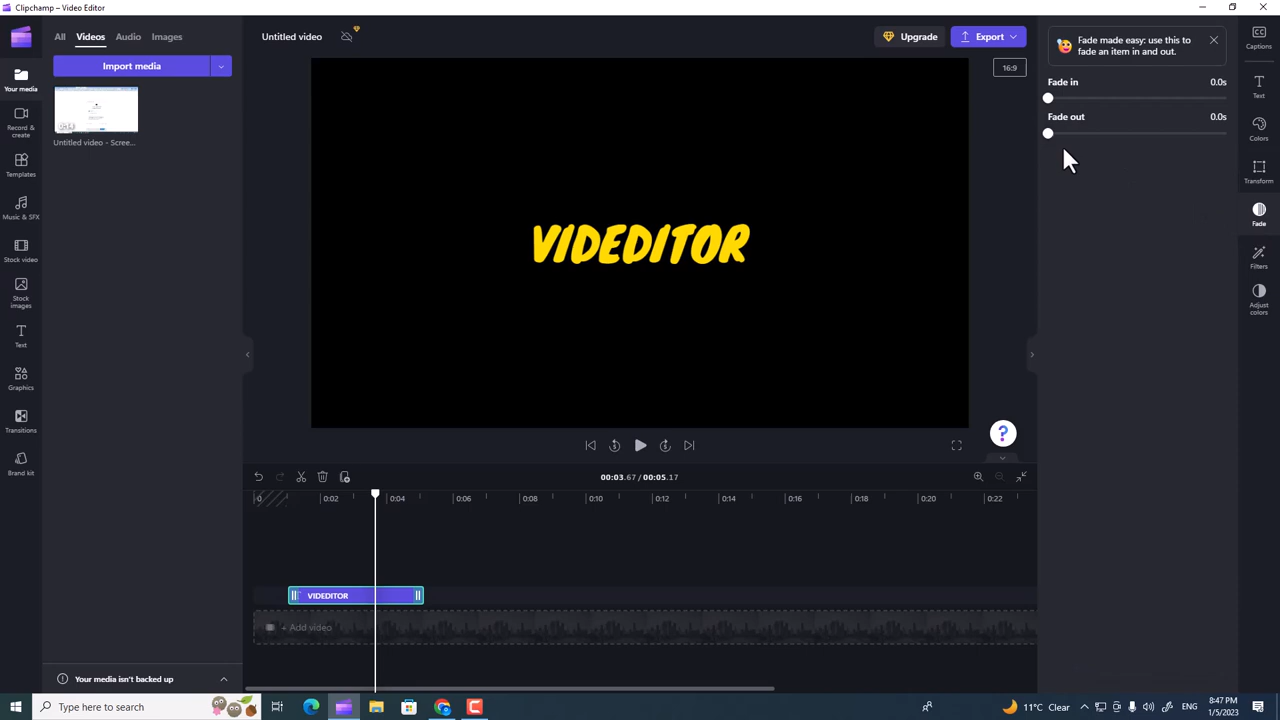 Clipchamp – Video Editor
Your media
Record & create
Templates
Music & SFX
Stock video
Stock images
Text
Graphics
Transitions
Brand kit
All Videos Audio Images
Import media
0:14
Untitled video - Scree...
Your media isn't backed up
Untitled video
Upgrade
Export
16:9
VIDEDITOR
?
00:03.67 / 00:05.17
0 0:02 0:04 0:06 0:08 0:10 0:12 0:14 0:16 0:18 0:20 0:22
VIDEDITOR
+ Add video
Fade made easy: use this to
fade an item in and out.
Fade in 0.0s
Fade out 0.0s
CC
Captions
Text
Colors
Transform
Fade
Filters
Adjust
colors
Type here to search
11°C Clear
8:47 PM
1/5/2023